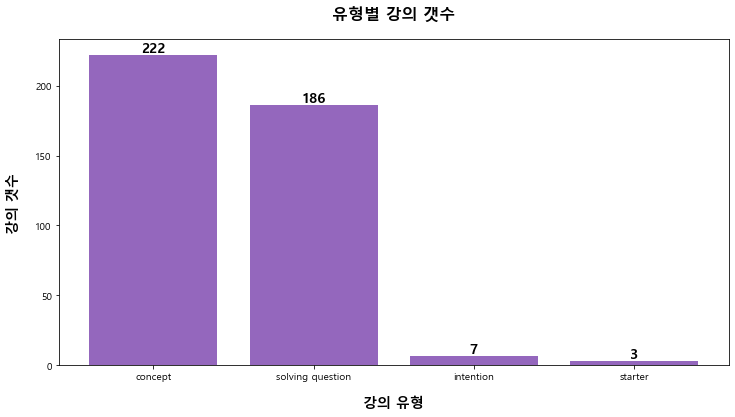 유형별 강의 갯수
강의 갯수
200
150
100
50
0
222
186
7
3
concept
solving question
intention
starter
강의 유형